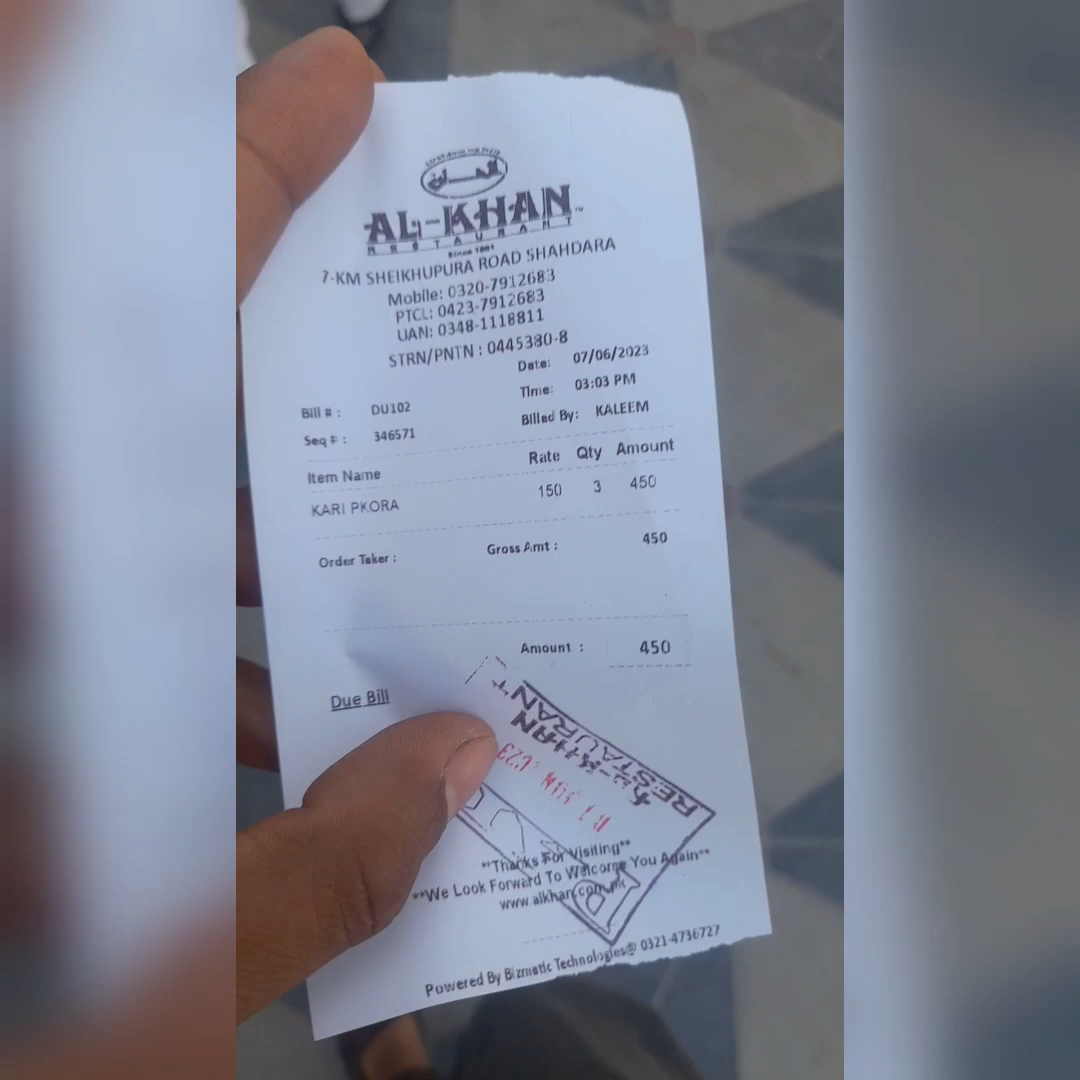 AL-KHAN
RESTAURANT
Since 1991
7-KM SHEIKHUPURA ROAD SHAHDARA
Mobile: 0320-7912683
PTCL: 0423-7912683
UAN: 0348-1118811
STRN/PNTN : 0445380-8
Date: 07/06/2023
Time: 03:03 PM
Bill # : DU102
Billed By: KALEEM
Seq # : 346571
Item Name Rate Qty Amount
KARI PKORA 150 3 450
Order Taker : Gross Amt : 450
Amount : 450
Due Bill
AL-KHAN
RESTAURANT
**Thanks For Visiting**
**We Look Forward To Welcome You Again**
www.alkhan.com.pk
Powered By Bizmatic Technologies@ 0321-4736727